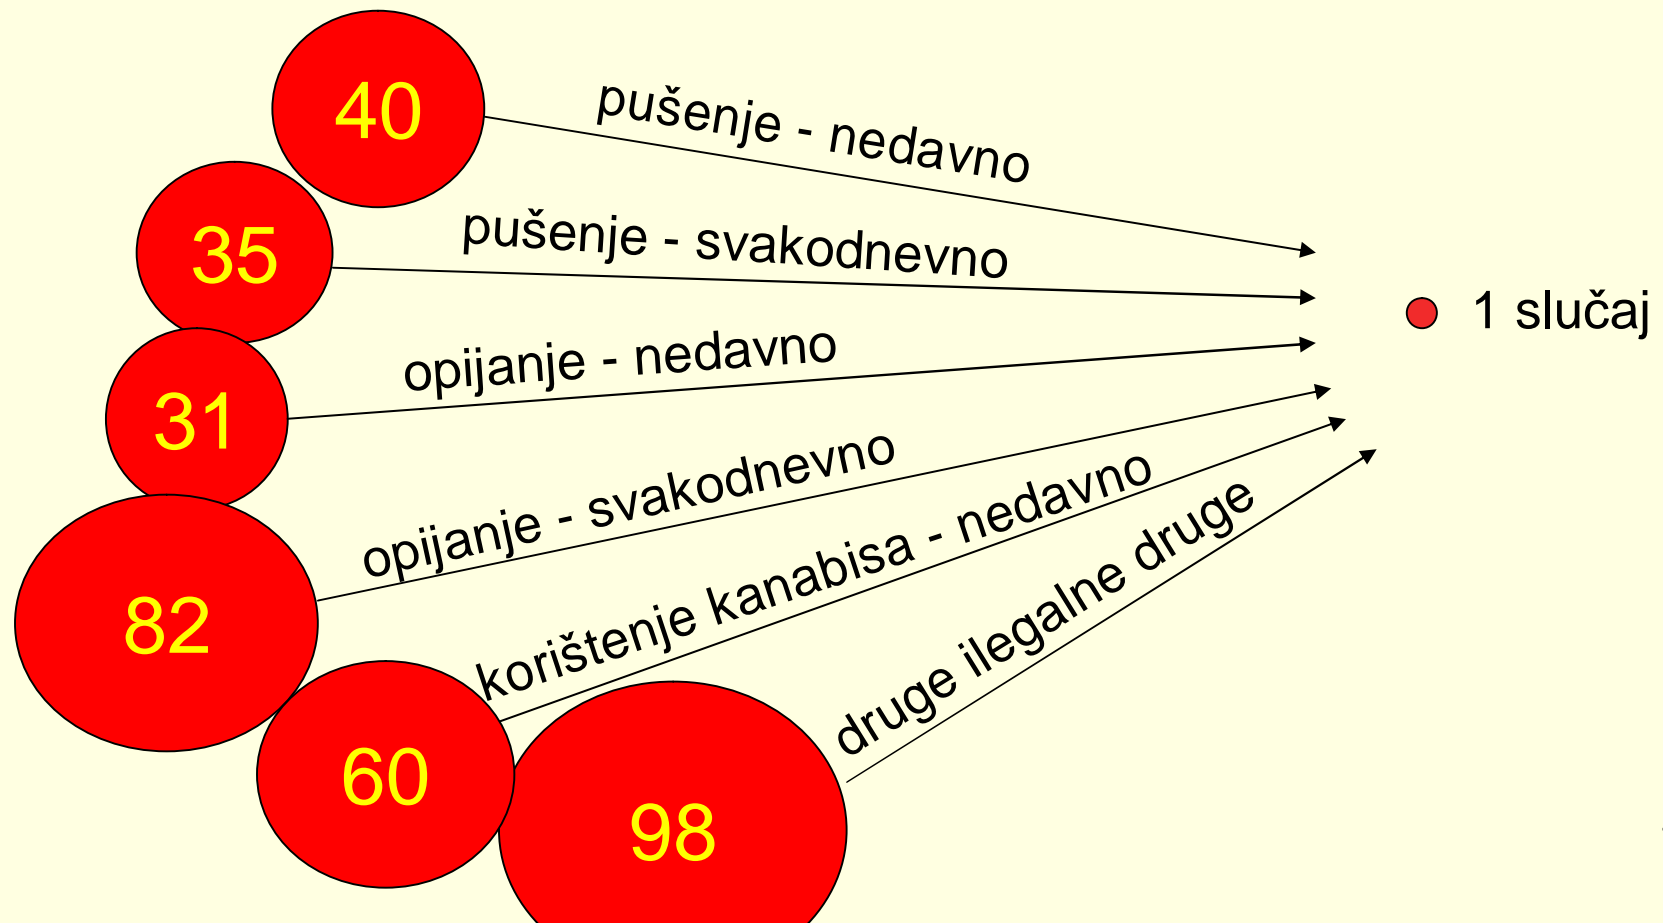 40
pušenje - nedavno
35
pušenje - svakodnevno
1 slučaj
31
opijanje - nedavno
82
opijanje - svakodnevno
60
korištenje kanabisa - nedavno
98
druge ilegalne druge